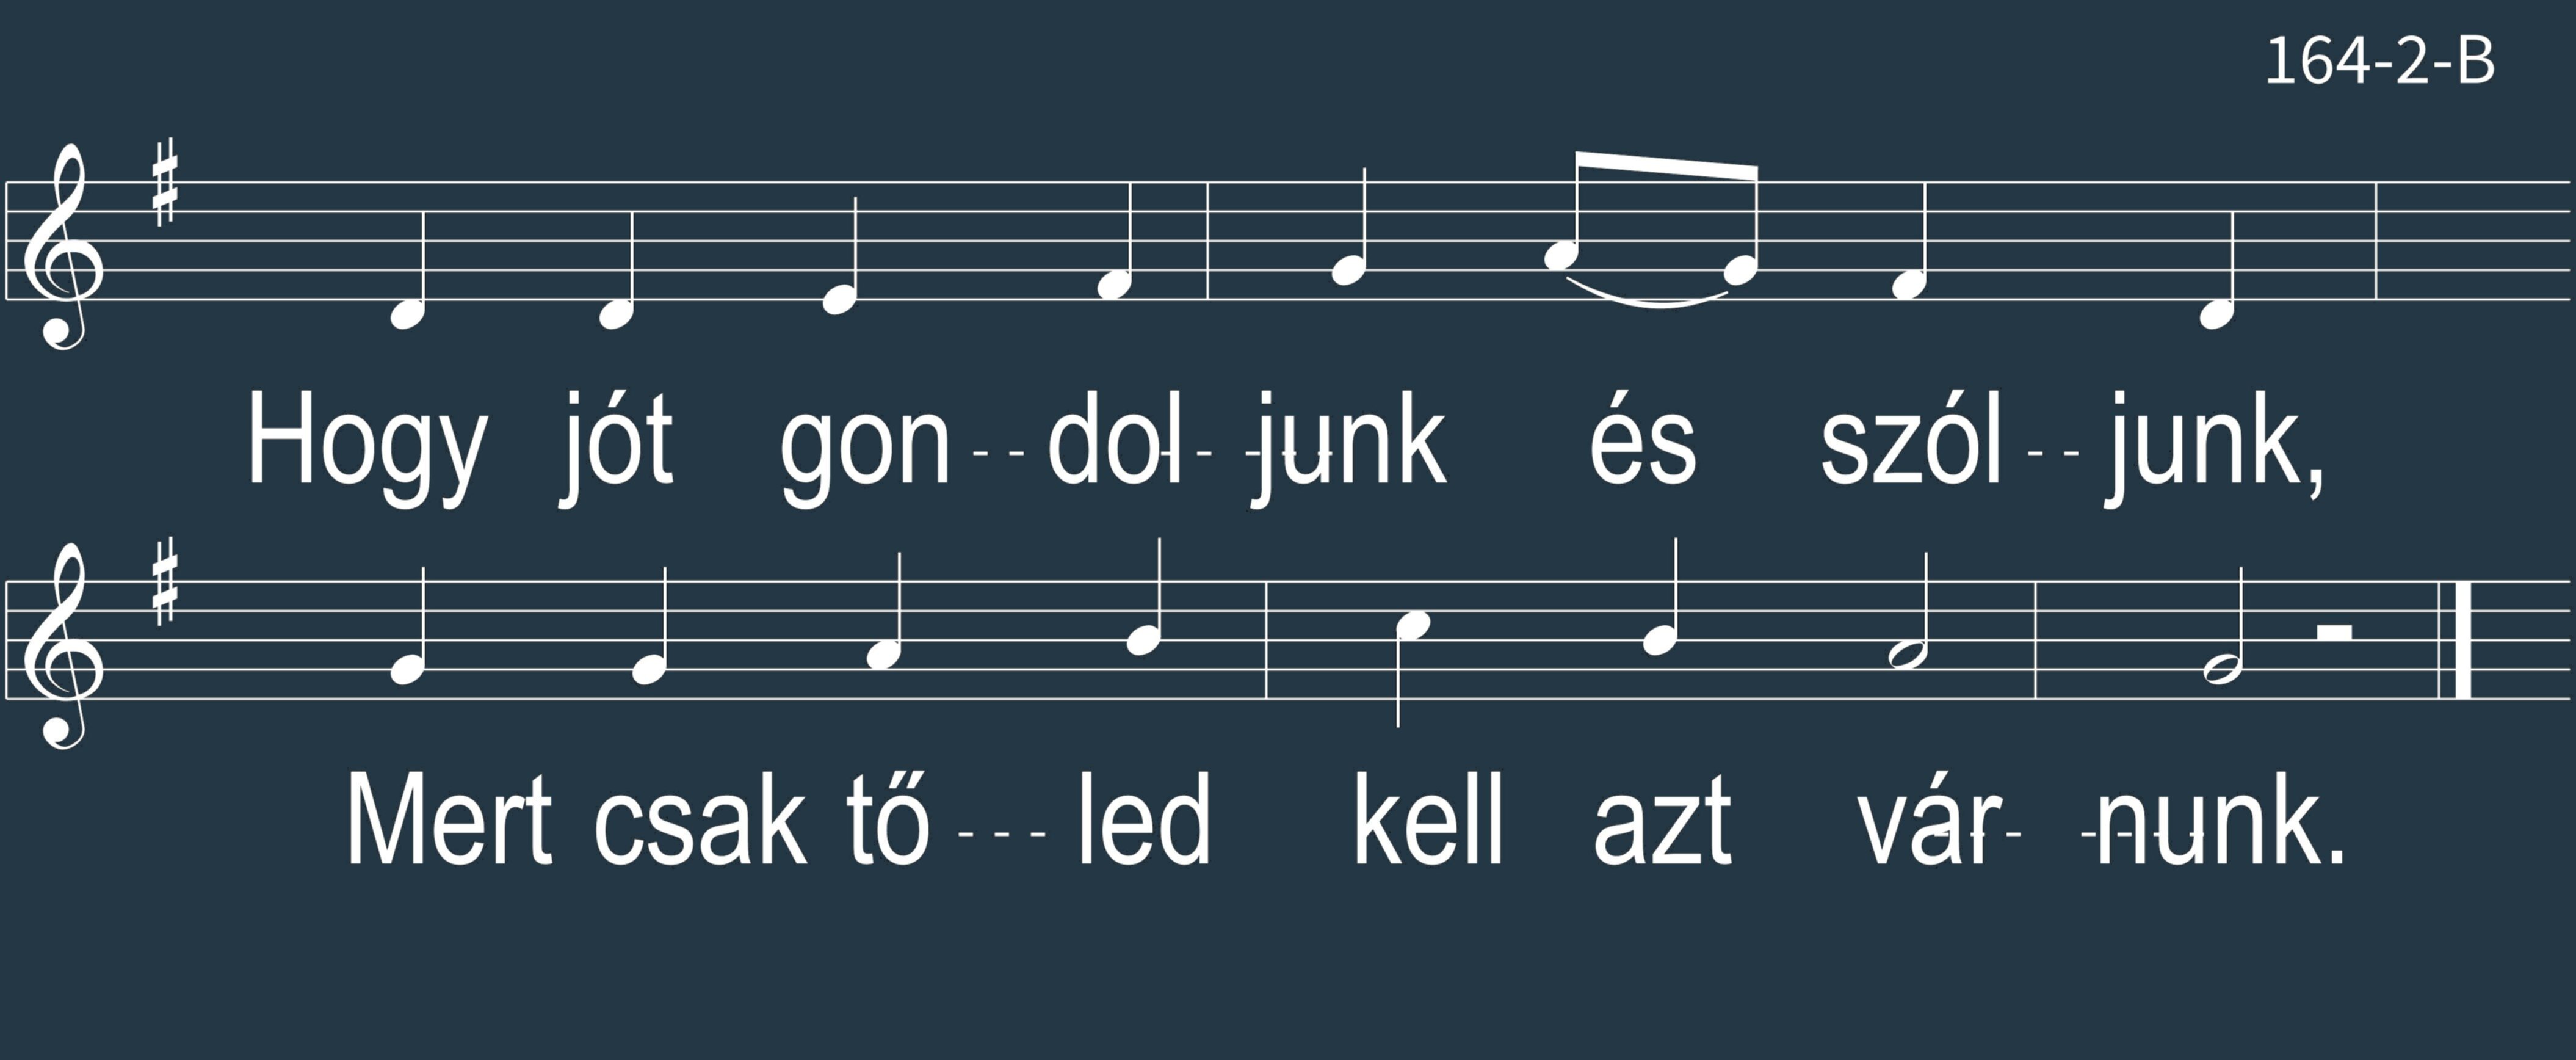 164-2-B
Hogy jót gon - - dol - - junk és szól - - junk,
Mert csak tő - - - led kell azt vár - - nunk.